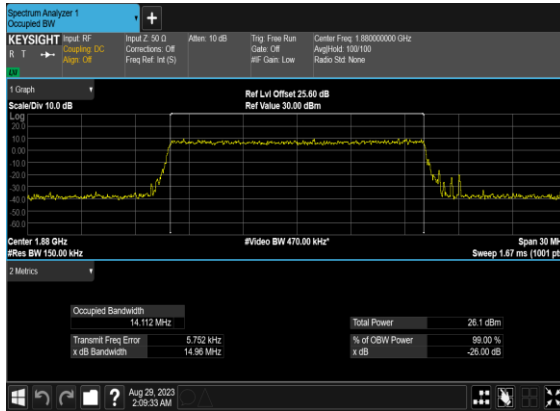 Spectrum Analyzer 1
Occupied BW
KEYSIGHT
R T
LW
Input: RF
Coupling: DC
Align: Off
Input Z: 50 Ω
Corrections: Off
Freq Ref: Int (S)
Atten: 10 dB
Trig: Free Run
Gate: Off
#IF Gain: Low
Center Freq: 1.880000000 GHz
Avg|Hold: 100/100
Radio Std: None
1 Graph
Scale/Div 10.0 dB
Ref Lvl Offset 25.60 dB
Ref Value 30.00 dBm
Log
20.0
10.0
0.00
-10.0
-20.0
-30.0
-40.0
-50.0
-60.0
Center 1.88 GHz
#Res BW 150.00 kHz
#Video BW 470.00 kHz*
Span 30 MH
Sweep 1.67 ms (1001 pt
2 Metrics
Occupied Bandwidth
14.112 MHz
Transmit Freq Error 5.752 kHz
x dB Bandwidth 14.96 MHz
Total Power 26.1 dBm
% of OBW Power 99.00 %
x dB -26.00 dB
?
Aug 29, 2023
2:09:33 AM